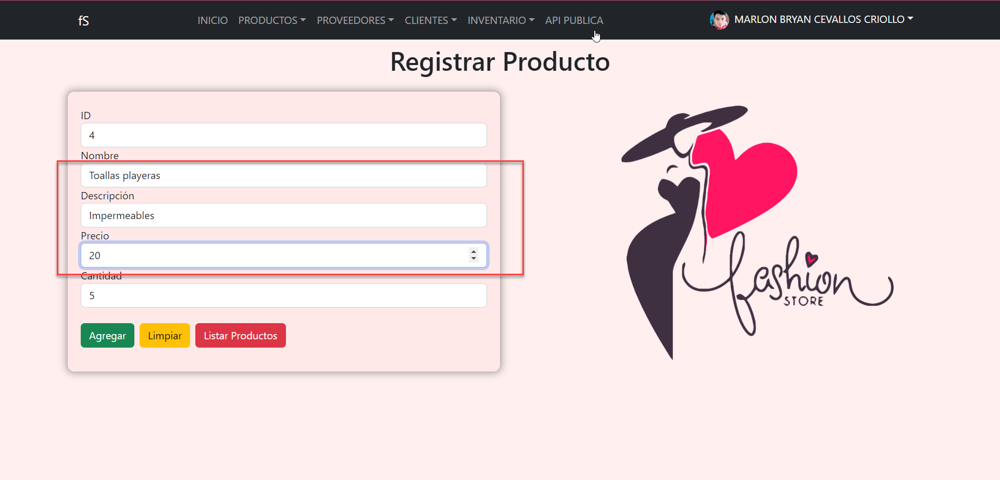 fS
INICIO PRODUCTOS PROVEEDORES CLIENTES INVENTARIO API PUBLICA
MARLON BRYAN CEVALLOS CRIOLLO
Registrar Producto
ID
4
Nombre
Toallas playeras
Descripción
Impermeables
Precio
20
Cantidad
5
Agregar Limpiar Listar Productos
fashion
STORE